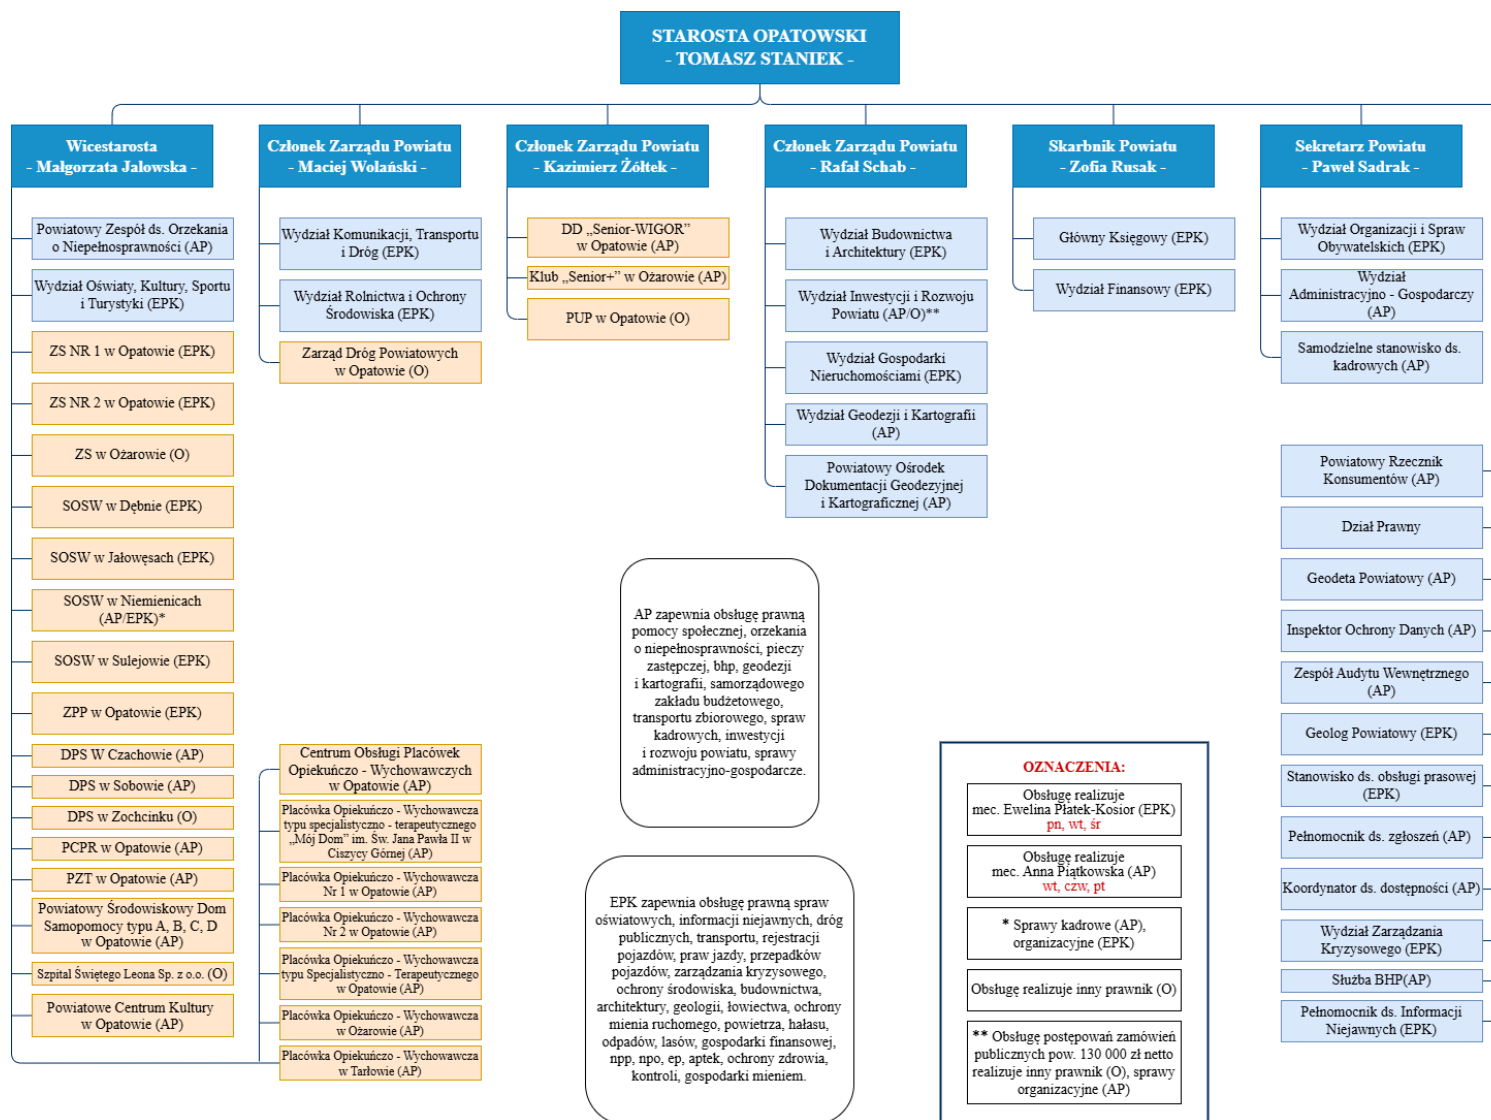 STAROSTA OPATOWSKI
- TOMASZ STANIEK -
Wicestarosta
- Małgorzata Jalowska -
Powiatowy Zespół ds. Orzekania
o Niepełnosprawności (AP)
Wydział Oświaty, Kultury, Sportu
i Turystyki (EPK)
ZS NR 1 w Opatowie (EPK)
ZS NR 2 w Opatowie (EPK)
ZS w Ożarowie (O)
SOSW w Dębnie (EPK)
SOSW w Jałowęsach (EPK)
SOSW w Niemienicach
(AP/EPK)*
SOSW w Sulejowie (EPK)
ZPP w Opatowie (EPK)
DPS W Czachowie (AP)
DPS w Sobowie (AP)
DPS w Zochcinku (O)
PCPR w Opatowie (AP)
PZT w Opatowie (AP)
Powiatowy Środowiskowy Dom
Samopomocy typu A, B, C, D
w Opatowie (AP)
Szpital Świętego Leona Sp. z o.o. (O)
Powiatowe Centrum Kultury
w Opatowie (AP)
Centrum Obsługi Placówek
Opiekuńczo - Wychowawczych
w Opatowie (AP)
Placówka Opiekuńczo - Wychowawcza
typu specjalistyczno - terapeutycznego
„Mój Dom” im. Św. Jana Pawła II w
Ciszycy Górnej (AP)
Placówka Opiekuńczo - Wychowawcza
Nr 1 w Opatowie (AP)
Placówka Opiekuńczo - Wychowawcza
Nr 2 w Opatowie (AP)
Placówka Opiekuńczo - Wychowawcza
typu Specjalistyczno - Terapeutycznego
w Opatowie (AP)
Placówka Opiekuńczo - Wychowawcza
w Ożarowie (AP)
Placówka Opiekuńczo - Wychowawcza
w Tarłowie (AP)
Członek Zarządu Powiatu
- Maciej Wolański -
Wydział Komunikacji, Transportu
i Dróg (EPK)
Wydział Rolnictwa i Ochrony
Środowiska (EPK)
Zarząd Dróg Powiatowych
w Opatowie (O)
Członek Zarządu Powiatu
- Kazimierz Żółtek -
DD „Senior-WIGOR”
w Opatowie (AP)
Klub „Senior+” w Ożarowie (AP)
PUP w Opatowie (O)
Członek Zarządu Powiatu
- Rafał Schab -
Wydział Budownictwa
i Architektury (EPK)
Wydział Inwestycji i Rozwoju
Powiatu (AP/O)**
Wydział Gospodarki
Nieruchomościami (EPK)
Wydział Geodezji i Kartografii
(AP)
Powiatowy Ośrodek
Dokumentacji Geodezyjnej
i Kartograficznej (AP)
Skarbnik Powiatu
- Zofia Rusak -
Główny Księgowy (EPK)
Wydział Finansowy (EPK)
Sekretarz Powiatu
- Paweł Sadrak -
Wydział Organizacji i Spraw
Obywatelskich (EPK)
Wydział
Administracyjno - Gospodarczy
(AP)
Samodzielne stanowisko ds.
kadrowych (AP)
Powiatowy Rzecznik
Konsumentów (AP)
Dział Prawny
Geodeta Powiatowy (AP)
Inspektor Ochrony Danych (AP)
Zespół Audytu Wewnętrznego
(AP)
Geolog Powiatowy (EPK)
Stanowisko ds. obsługi prasowej
(EPK)
Pełnomocnik ds. zgłoszeń (AP)
Koordynator ds. dostępności (AP)
Wydział Zarządzania
Kryzysowego (EPK)
Służba BHP(AP)
Pełnomocnik ds. Informacji
Niejawnych (EPK)
AP zapewnia obsługę prawną
pomocy społecznej, orzekania
o niepełnosprawności, pieczy
zastępczej, bhp, geodezji
i kartografii, samorządowego
zakładu budżetowego,
transportu zbiorowego, spraw
kadrowych, inwestycji
i rozwoju powiatu, sprawy
administracyjno-gospodarcze.
EPK zapewnia obsługę prawną spraw
oświatowych, informacji niejawnych, dróg
publicznych, transportu, rejestracji
pojazdów, praw jazdy, przepadków
pojazdów, zarządzania kryzysowego,
ochrony środowiska, budownictwa,
architektury, geologii, łowiectwa, ochrony
mienia ruchomego, powietrza, hałasu,
odpadów, lasów, gospodarki finansowej,
npp, npo, ep, aptek, ochrony zdrowia,
kontroli, gospodarki mieniem.
OZNACZENIA:
Obsługę realizuje
mec. Ewelina Płatek-Kosior (EPK)
pn, wt, śr
Obsługę realizuje
mec. Anna Piątkowska (AP)
wt, czw, pt
* Sprawy kadrowe (AP),
organizacyjne (EPK)
Obsługę realizuje inny prawnik (O)
** Obsługę postępowań zamówień
publicznych pow. 130 000 zł netto
realizuje inny prawnik (O), sprawy
organizacyjne (AP)